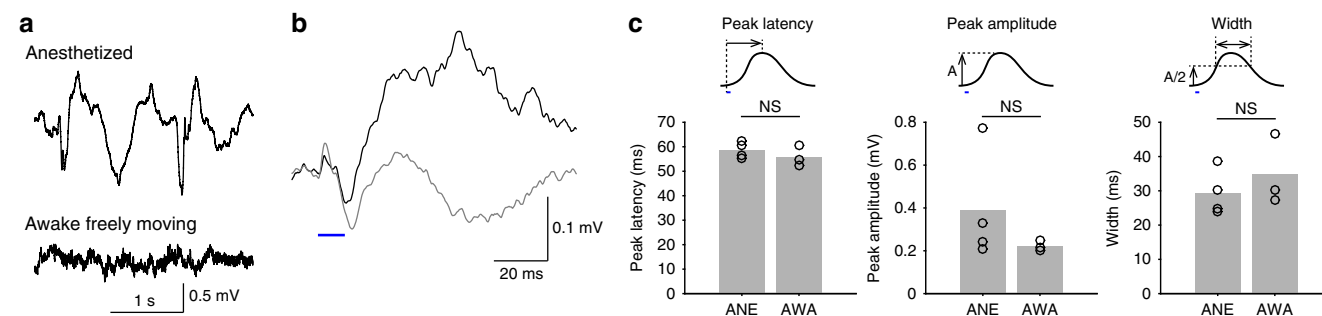 a
Anesthetized
Awake freely moving
1 s
0.5 mV
b
0.1 mV
20 ms
c
Peak latency
NS
Peak latency (ms)
70
60
50
40
30
20
10
0
ANE AWA
Peak amplitude
A
NS
Peak amplitude (mV)
0.8
0.6
0.4
0.2
0
ANE AWA
Width
A/2
NS
Width (ms)
50
40
30
20
10
0
ANE AWA